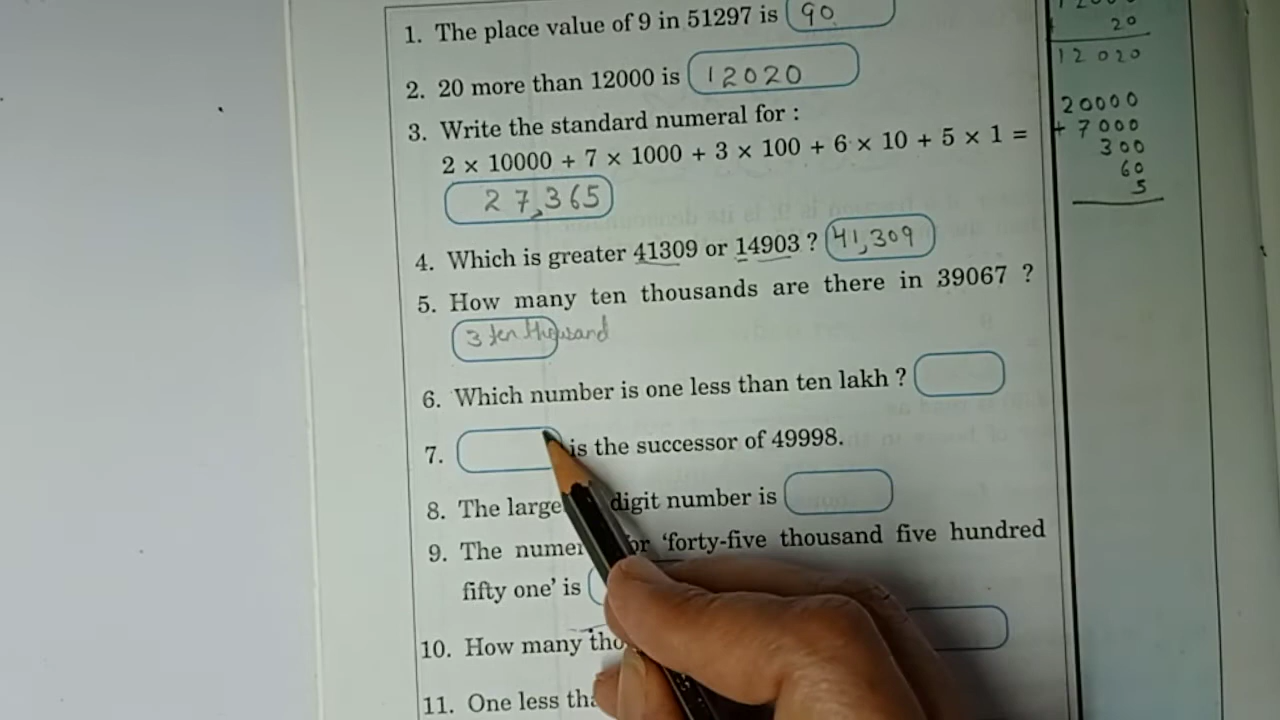 1. The place value of 9 in 51297 is 90
2. 20 more than 12000 is 12020
3. Write the standard numeral for :
2 × 10000 + 7 × 1000 + 3 × 100 + 6 × 10 + 5 × 1 =
27,365
4. Which is greater 41309 or 14903 ? 41,309
5. How many ten thousands are there in 39067 ?
3 ten thousand
6. Which number is one less than ten lakh ?
7. is the successor of 49998.
8. The digit number is
9. The 'forty-five thousand five hundred
fifty one' is
10. How many
11. One less
20
12020
20000
+ 7000
300
60
5